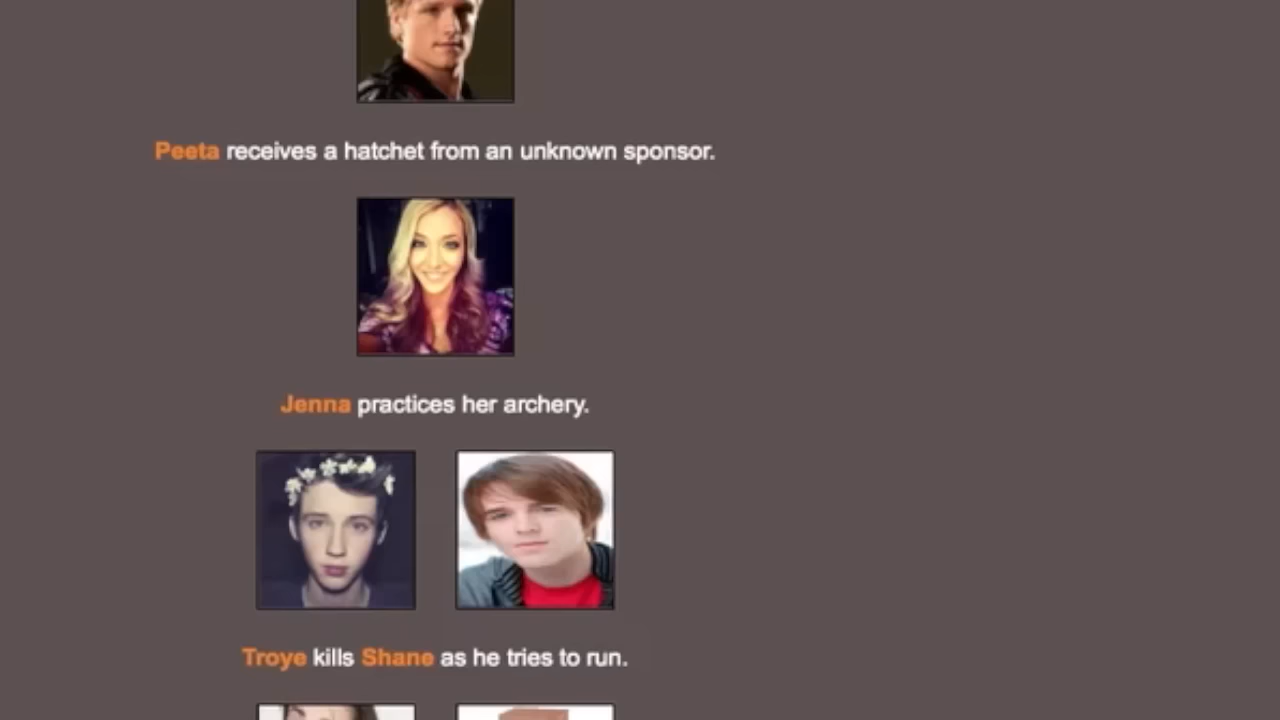 Peeta receives a hatchet from an unknown sponsor.
Jenna practices her archery.
Troye kills Shane as he tries to run.